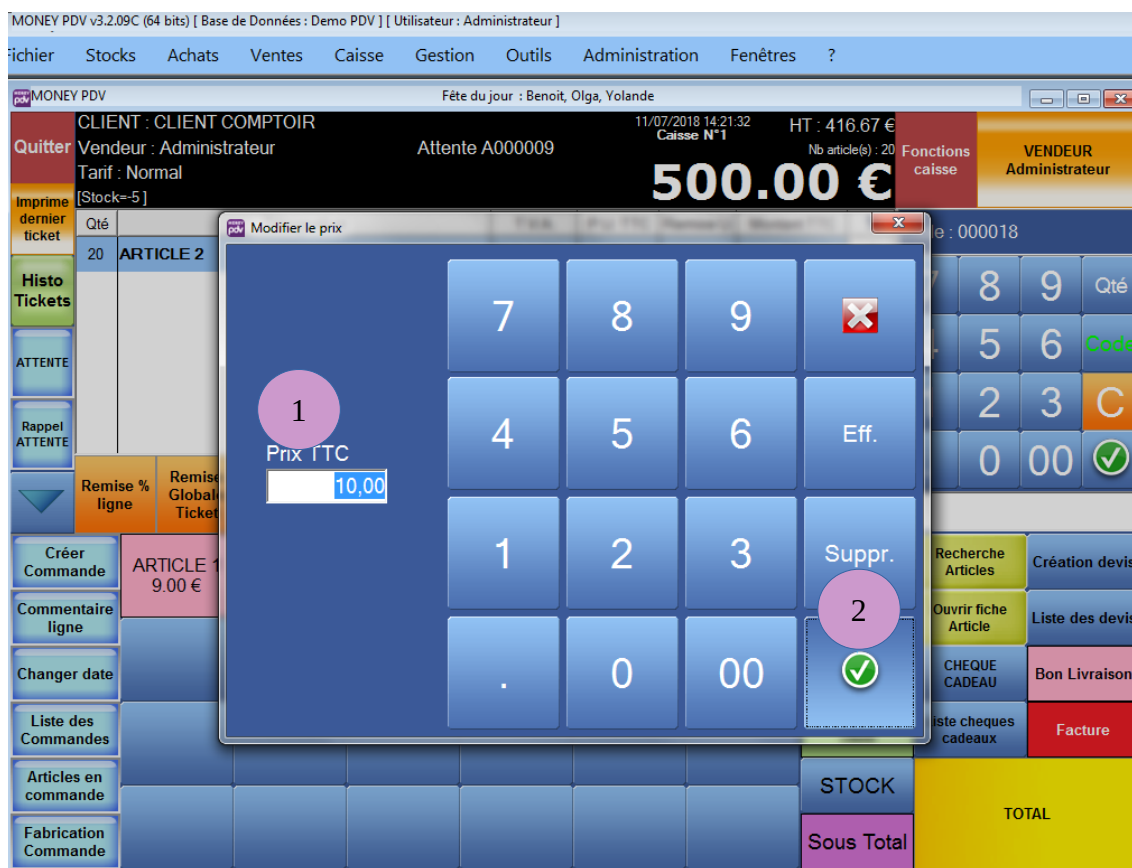 MONEY PDV v3.2.09C (64 bits) [ Base de Données : Demo PDV ] [ Utilisateur : Administrateur ]
Fichier Stocks Achats Ventes Caisse Gestion Outils Administration Fenêtres ?
MONEY PDV Fête du jour : Benoit, Olga, Yolande
Quitter
CLIENT : CLIENT COMPTOIR
Vendeur : Administrateur
Tarif : Normal
[Stock=-5 ]
Attente A000009
11/07/2018 14:21:32
Caisse N°1
HT : 416.67 €
Nb article(s) : 20
500.00 €
Fonctions
caisse
VENDEUR
Administrateur
Imprime
dernier
ticket
Qté T.V.A. P.U. TTC
20 ARTICLE 2
Modifier le prix
: 000018
Histo
Tickets
ATTENTE
Rappel
ATTENTE
1
Prix TTC
10,00
7 8 9
4 5 6 Eff.
1 2 3 Suppr.
2
. 0 00
8 9 Qté
5 6 Code
2 3 C
0 00
Remise %
ligne
Remise
Global
Ticket
Créer
Commande
ARTICLE 1
9.00 €
Recherche
Articles
Création devis
Commentaire
ligne
Ouvrir fiche
Article
Liste des devis
Changer date
CHEQUE
CADEAU
Bon Livraison
Liste des
Commandes
Liste cheques
cadeaux
Facture
Articles en
commande
STOCK
TOTAL
Fabrication
Commande
Sous Total